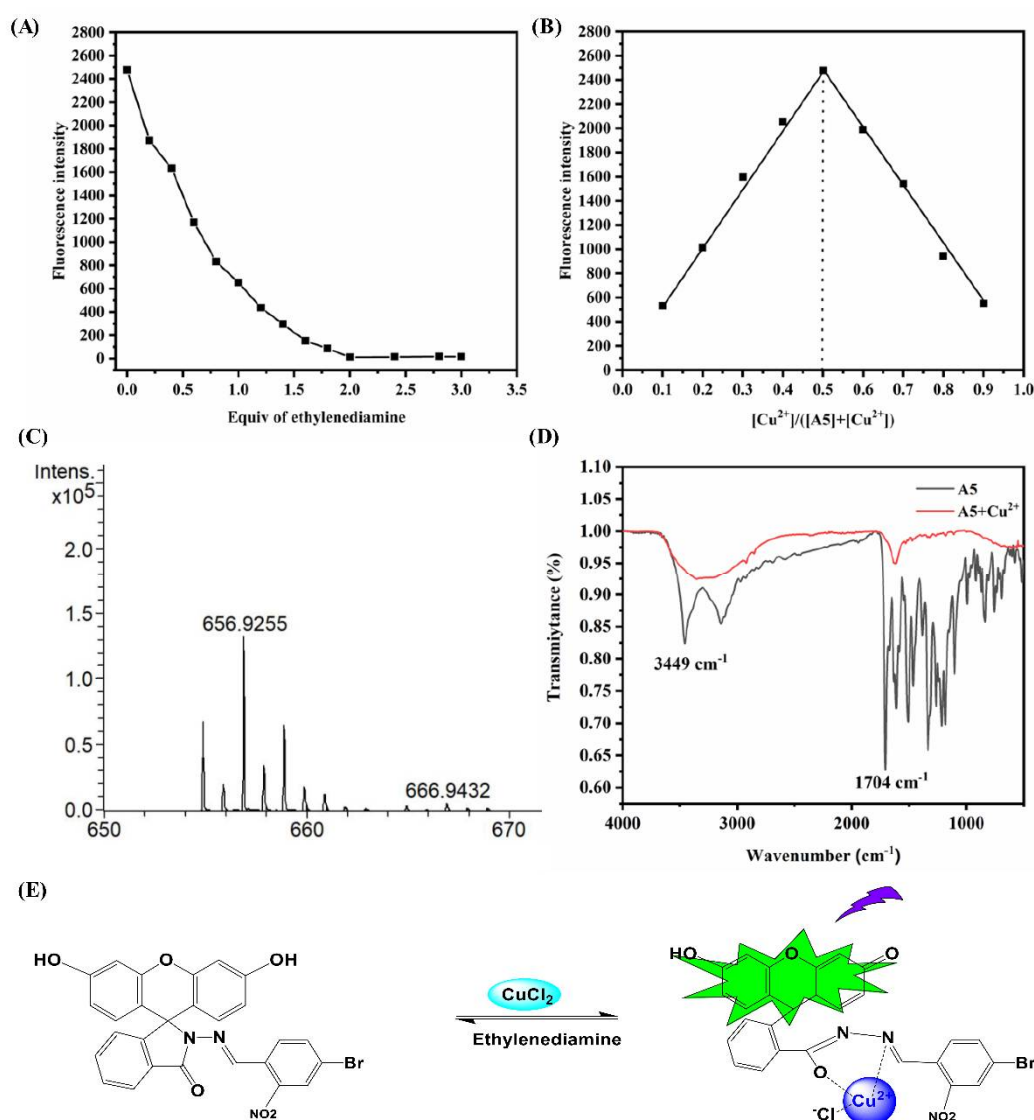 (A)
2800
2600
2400
2200
2000
1800
1600
1400
1200
1000
800
600
400
200
0
Fluorescence intensity
0.0 0.5 1.0 1.5 2.0 2.5 3.0 3.5
Equiv of ethylenediamine
(B)
2800
2600
2400
2200
2000
1800
1600
1400
1200
1000
800
600
400
200
0
Fluorescence intensity
0.0 0.1 0.2 0.3 0.4 0.5 0.6 0.7 0.8 0.9 1.0
[Cu²⁺]/([A5]+[Cu²⁺])
(C)
Intens.
x10⁵
2.0
1.5
1.0
0.5
0.0
656.9255
666.9432
650 660 670
(D)
1.10
1.05
1.00
0.95
0.90
0.85
0.80
0.75
0.70
0.65
0.60
Transmiytance (%)
A5
A5+Cu²⁺
3449 cm⁻¹
1704 cm⁻¹
4000 3000 2000 1000
Wavenumber (cm⁻¹)
(E)
HO O OH
N N
O
NO2
Br
CuCl₂
Ethylenediamine
HO O O
N N
O
Cu²⁺
⁻Cl
NO2
Br